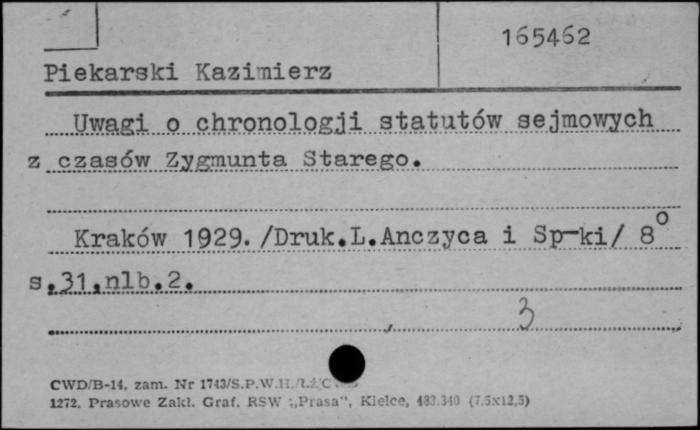 165462
Piekarski Kazimierz
Uwagi o chronologji statutów sejmowych
z czasów Zygmunta Starego.
Kraków 1929. /Druk.L.Anczyca i Sp-ki/ 8°
s.31,nlb.2.
3
CWD/B-14, zam. Nr 1743/S.P.W.H.
1272. Prasowe Zakł. Graf. RSW „Prasa", Kielce, 483.340 (7,5x12,5)